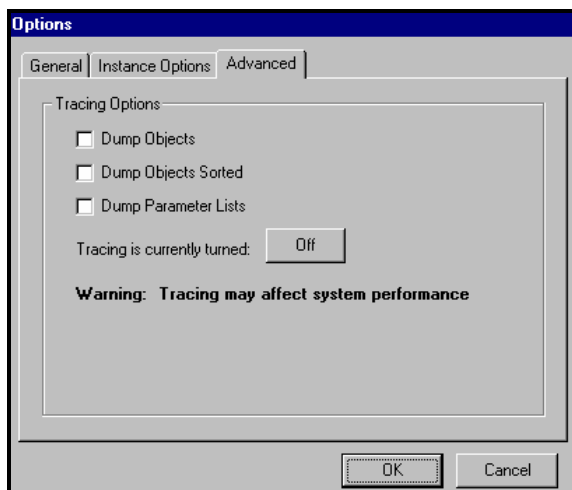 Options
General Instance Options Advanced
Tracing Options
Dump Objects
Dump Objects Sorted
Dump Parameter Lists
Tracing is currently turned: Off
Warning: Tracing may affect system performance
OK Cancel